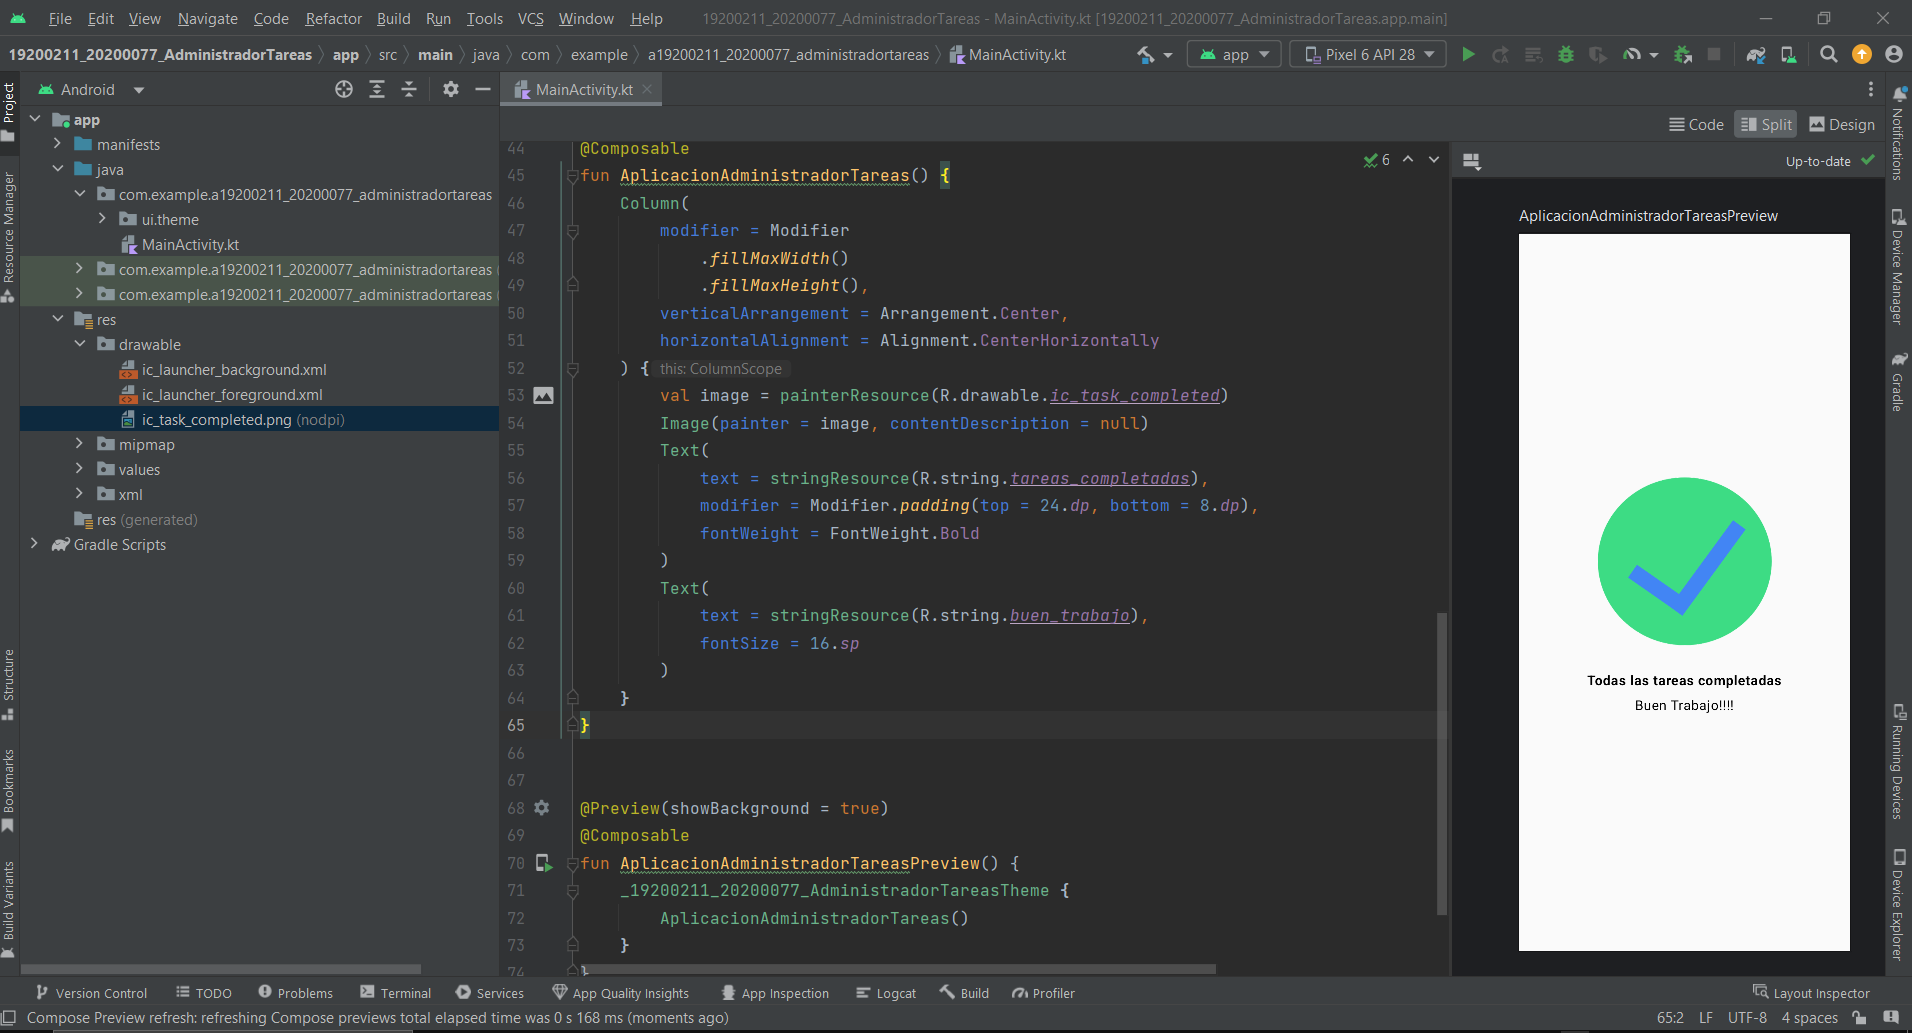 File Edit View Navigate Code Refactor Build Run Tools VCS Window Help 19200211_20200077_AdministradorTareas - MainActivity.kt [19200211_20200077_AdministradorTareas.app.main]
19200211_20200077_AdministradorTareas app src main java com example a19200211_20200077_administradortareas MainActivity.kt app Pixel 6 API 28
Project
Resource Manager
Structure
Bookmarks
Build Variants
Android
app
manifests
java
com.example.a19200211_20200077_administradortareas
ui.theme
MainActivity.kt
com.example.a19200211_20200077_administradortareas
com.example.a19200211_20200077_administradortareas
res
drawable
ic_launcher_background.xml
ic_launcher_foreground.xml
ic_task_completed.png (nodpi)
mipmap
values
xml
res (generated)
Gradle Scripts
MainActivity.kt
Code Split Design
6
44 @Composable
45 fun AplicacionAdministradorTareas() {
46 Column(
47 modifier = Modifier
48 .fillMaxWidth()
49 .fillMaxHeight(),
50 verticalArrangement = Arrangement.Center,
51 horizontalAlignment = Alignment.CenterHorizontally
52 ) { this: ColumnScope
53 val image = painterResource(R.drawable.ic_task_completed)
54 Image(painter = image, contentDescription = null)
55 Text(
56 text = stringResource(R.string.tareas_completadas),
57 modifier = Modifier.padding(top = 24.dp, bottom = 8.dp),
58 fontWeight = FontWeight.Bold
59 )
60 Text(
61 text = stringResource(R.string.buen_trabajo),
62 fontSize = 16.sp
63 )
64 }
65 }
66
67
68 @Preview(showBackground = true)
69 @Composable
70 fun AplicacionAdministradorTareasPreview() {
71 _19200211_20200077_AdministradorTareasTheme {
72 AplicacionAdministradorTareas()
73 }
74 }
Up-to-date
AplicacionAdministradorTareasPreview
Todas las tareas completadas
Buen Trabajo!!!!
Notifications
Device Manager
Gradle
Running Devices
Device Explorer
Version Control TODO Problems Terminal Services App Quality Insights App Inspection Logcat Build Profiler Layout Inspector
Compose Preview refresh: refreshing Compose previews total elapsed time was 0 s 168 ms (moments ago) 65:2 LF UTF-8 4 spaces